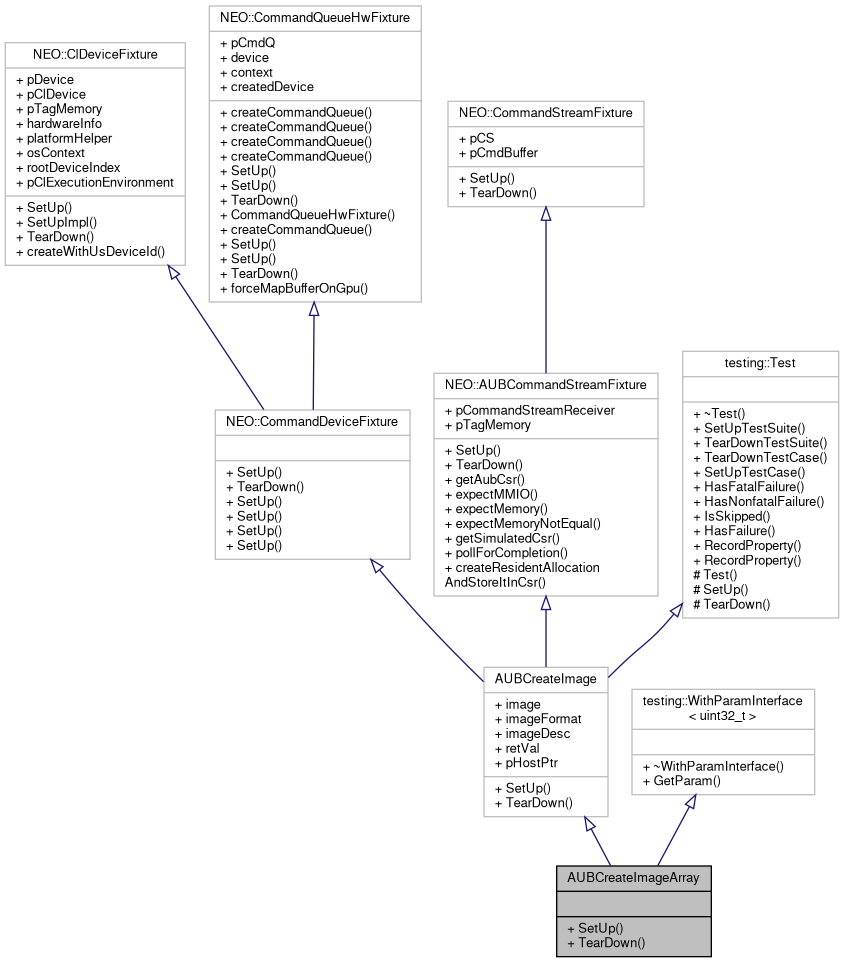 NEO::ClDeviceFixture
+ pDevice
+ pClDevice
+ pTagMemory
+ hardwareInfo
+ platformHelper
+ osContext
+ rootDeviceIndex
+ pClExecutionEnvironment
+ SetUp()
+ SetUpImpl()
+ TearDown()
+ createWithUsDeviceId()
NEO::CommandQueueHwFixture
+ pCmdQ
+ device
+ context
+ createdDevice
+ createCommandQueue()
+ createCommandQueue()
+ createCommandQueue()
+ createCommandQueue()
+ SetUp()
+ SetUp()
+ TearDown()
+ CommandQueueHwFixture()
+ createCommandQueue()
+ SetUp()
+ SetUp()
+ TearDown()
+ forceMapBufferOnGpu()
NEO::CommandStreamFixture
+ pCS
+ pCmdBuffer
+ SetUp()
+ TearDown()
NEO::CommandDeviceFixture
+ SetUp()
+ TearDown()
+ SetUp()
+ SetUp()
+ SetUp()
+ SetUp()
NEO::AUBCommandStreamFixture
+ pCommandStreamReceiver
+ pTagMemory
+ SetUp()
+ TearDown()
+ getAubCsr()
+ expectMMIO()
+ expectMemory()
+ expectMemoryNotEqual()
+ getSimulatedCsr()
+ pollForCompletion()
+ createResidentAllocation
AndStoreItInCsr()
testing::Test
+ ~Test()
+ SetUpTestSuite()
+ TearDownTestSuite()
+ TearDownTestCase()
+ SetUpTestCase()
+ HasFatalFailure()
+ HasNonfatalFailure()
+ IsSkipped()
+ HasFailure()
+ RecordProperty()
+ RecordProperty()
# Test()
# SetUp()
# TearDown()
AUBCreateImage
+ image
+ imageFormat
+ imageDesc
+ retVal
+ pHostPtr
+ SetUp()
+ TearDown()
testing::WithParamInterface
< uint32_t >
+ ~WithParamInterface()
+ GetParam()
AUBCreateImageArray
+ SetUp()
+ TearDown()